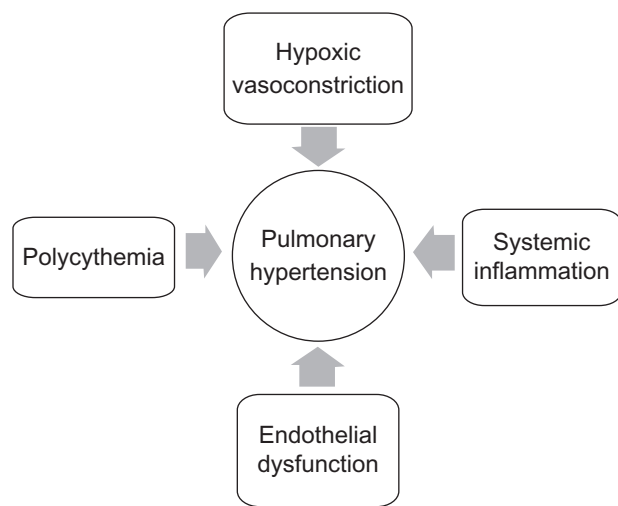 Hypoxic
vasoconstriction
Polycythemia
Pulmonary
hypertension
Systemic
inflammation
Endothelial
dysfunction